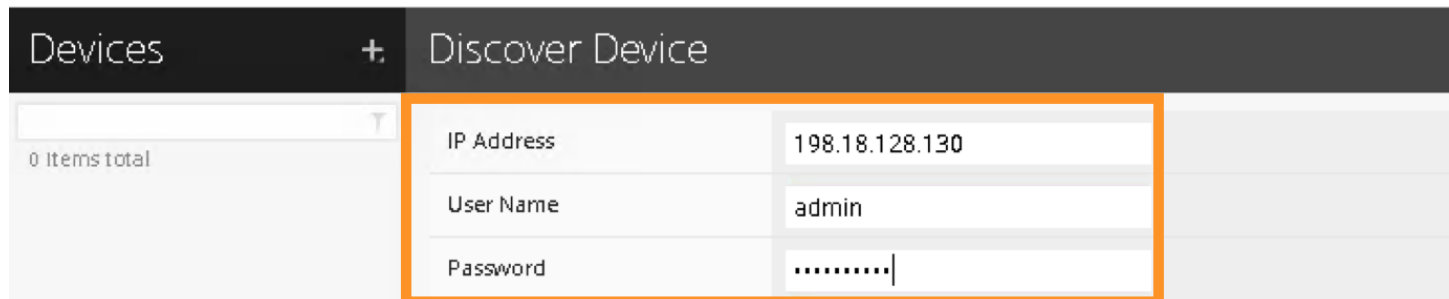 Devices +
Discover Device
0 Items total
IP Address 198.18.128.130
User Name admin
Password ••••••••••